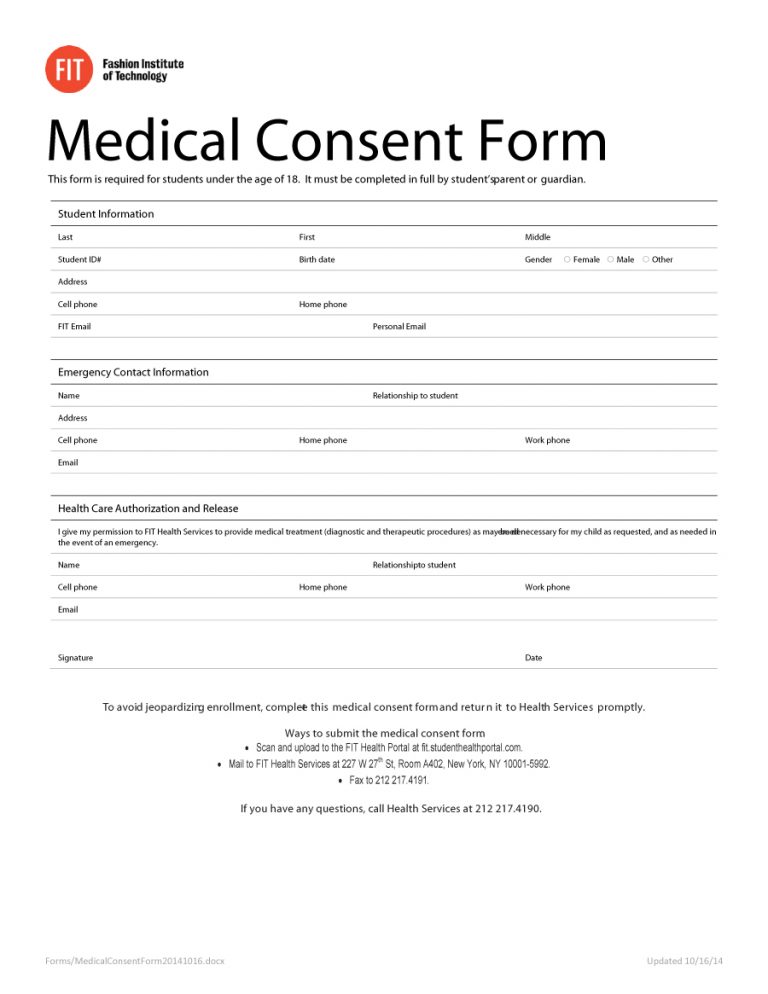 FIT
Fashion Institute
of Technology
Medical Consent Form
This form is required for students under the age of 18. It must be completed in full by student'sparent or guardian.
Student Information
Last First Middle
Student ID# Birth date Gender Female Male Other
Address
Cell phone Home phone
FIT Email Personal Email
Emergency Contact Information
Name Relationship to student
Address
Cell phone Home phone Work phone
Email
Health Care Authorization and Release
I give my permission to FIT Health Services to provide medical treatment (diagnostic and therapeutic procedures) as may necessary for my child as requested, and as needed in
the event of an emergency.
Name Relationshipto student
Cell phone Home phone Work phone
Email
Signature Date
To avoid jeopardizing enrollment, complete this medical consent form and return it to Health Services promptly.
Ways to submit the medical consent form
• Scan and upload to the FIT Health Portal at fit.studenthealthportal.com.
• Mail to FIT Health Services at 227 W 27th St, Room A402, New York, NY 10001-5992.
• Fax to 212 217.4191.
If you have any questions, call Health Services at 212 217.4190.
Forms/MedicalConsentForm20141016.docx Updated 10/16/14